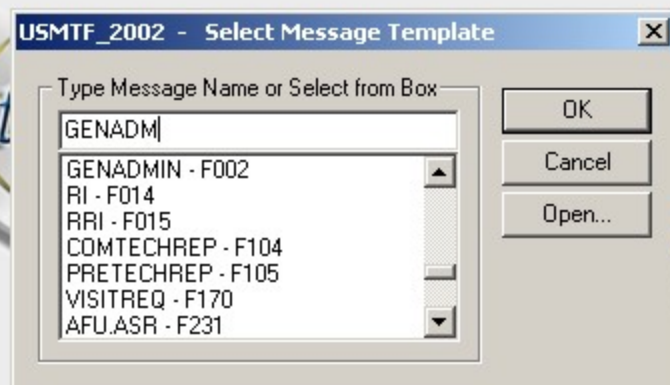 USMTF_2002 - Select Message Template
Type Message Name or Select from Box
GENADM
GENADMIN - F002
RI - F014
RRI - F015
COMTECHREP - F104
PRETECHREP - F105
VISITREQ - F170
AFU.ASR - F231
OK
Cancel
Open...